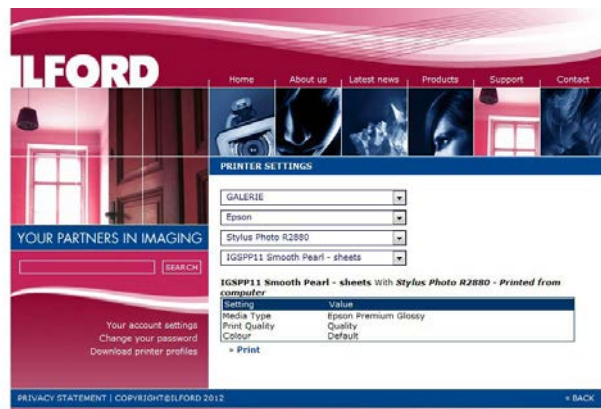 ILFORD
Home About us Latest news Products Support Contact
PRINTER SETTINGS
GALERIE
Epson
Stylus Photo R2880
IGSPP11 Smooth Pearl - sheets
YOUR PARTNERS IN IMAGING
SEARCH
Your account settings
Change your password
Download printer profiles
IGSPP11 Smooth Pearl - sheets With Stylus Photo R2880 - Printed from
computer
Setting Value
Media Type Epson Premium Glossy
Print Quality Quality
Colour Default
» Print
PRIVACY STATEMENT | COPYRIGHT©ILFORD 2012
« BACK